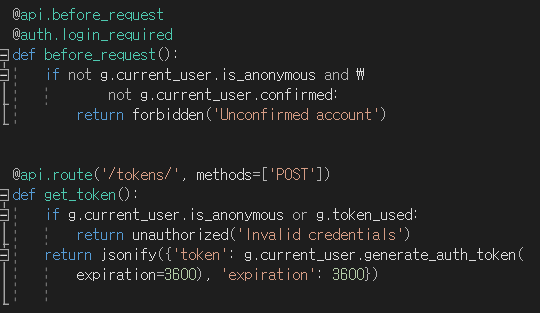 @api.before_request
@auth.login_required
def before_request():
    if not g.current_user.is_anonymous and ₩
            not g.current_user.confirmed:
        return forbidden('Unconfirmed account')

@api.route('/tokens/', methods=['POST'])
def get_token():
    if g.current_user.is_anonymous or g.token_used:
        return unauthorized('Invalid credentials')
    return jsonify({'token': g.current_user.generate_auth_token(
        expiration=3600), 'expiration': 3600})